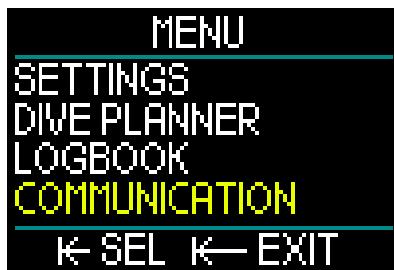 MENU
SETTINGS
DIVE PLANNER
LOGBOOK
COMMUNICATION
SEL EXIT